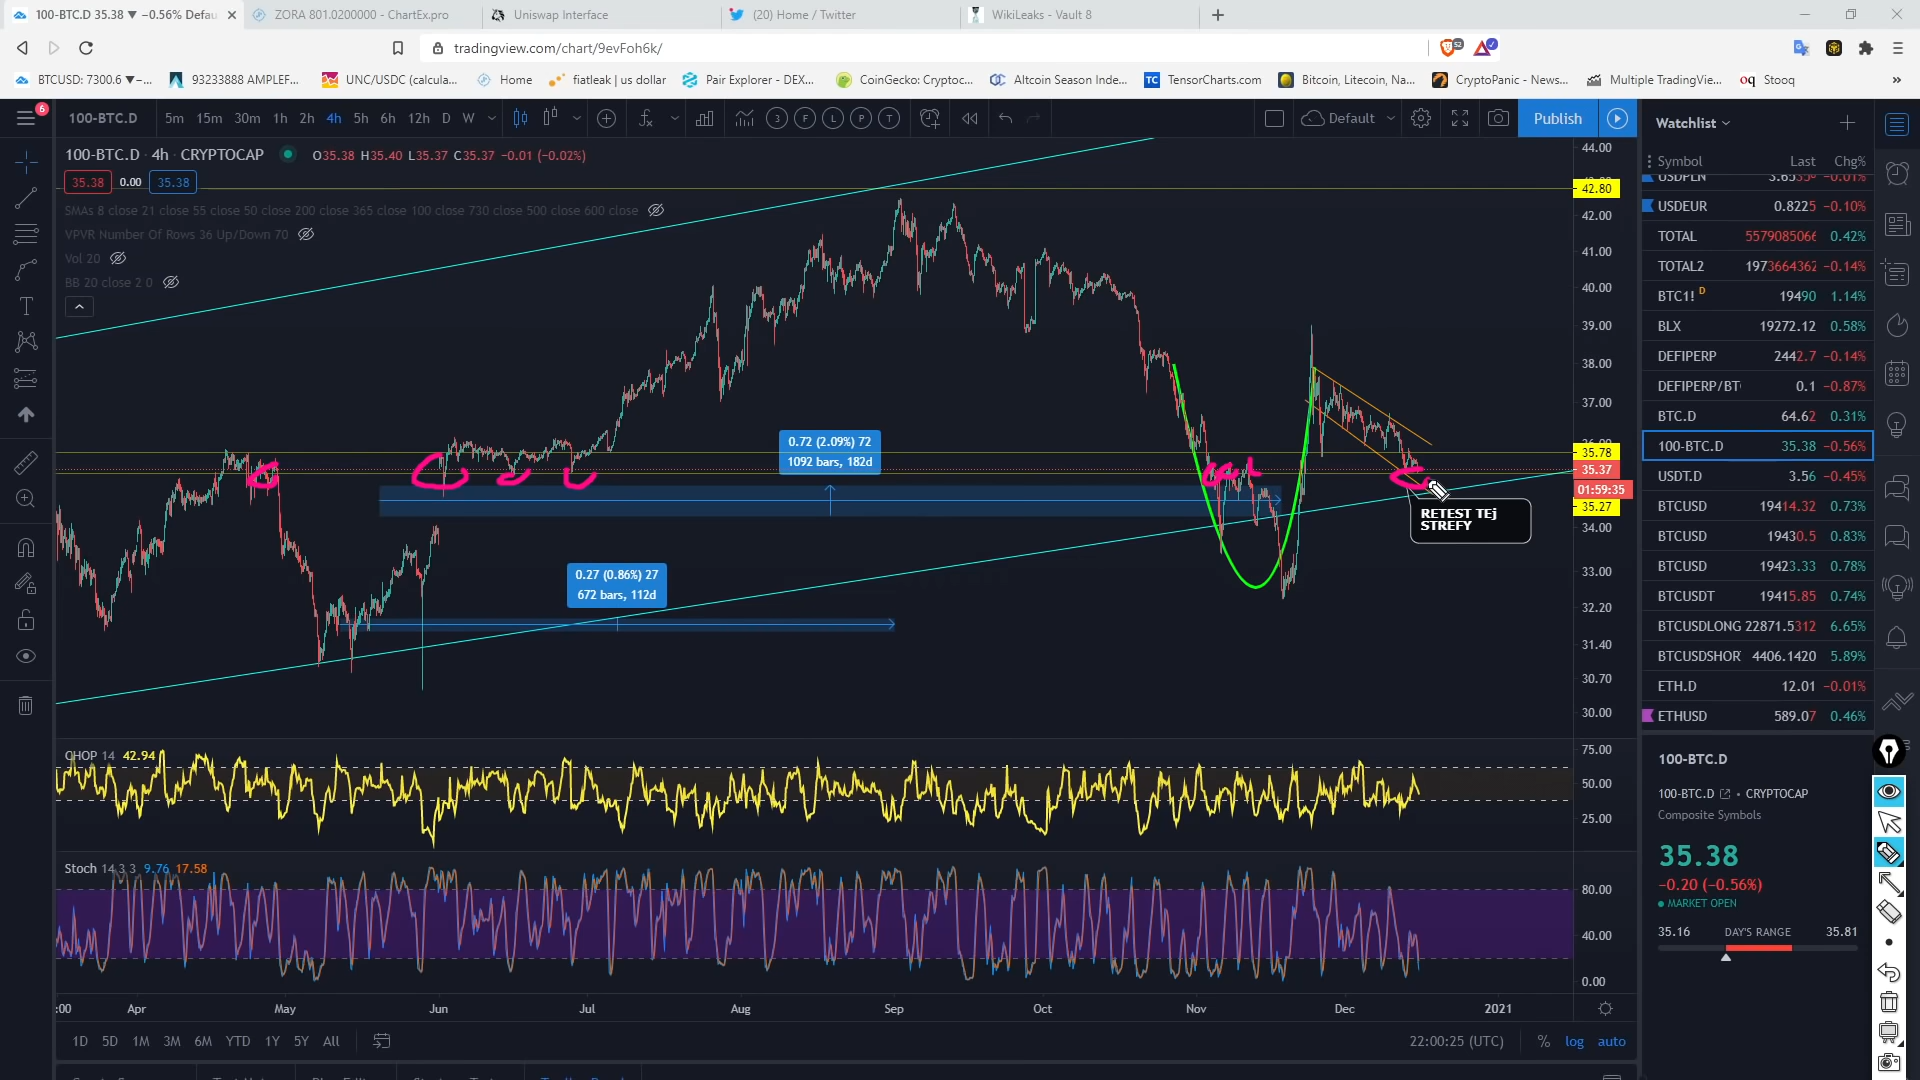 100-BTC.D 35.38 ▼ −0.56% Defau
ZORA 801.0200000 - ChartEx.pro
Uniswap Interface
(20) Home / Twitter
WikiLeaks - Vault 8
tradingview.com/chart/9evFoh6k/
BTCUSD: 7300.6 ▼−...
93233888 AMPLEF...
UNC/USDC (calcula...
Home
fiatleak | us dollar
Pair Explorer - DEX...
CoinGecko: Cryptoc...
Altcoin Season Inde...
TensorCharts.com
Bitcoin, Litecoin, Na...
CryptoPanic - News...
Multiple TradingVie...
Stooq
6
100-BTC.D 5m 15m 30m 1h 2h 4h 5h 6h 12h D W
3 F L P T
Default
Publish
100-BTC.D · 4h · CRYPTOCAP O35.38 H35.40 L35.37 C35.37 −0.01 (−0.02%)
35.38 0.00 35.38
SMAs 8 close 21 close 55 close 50 close 200 close 365 close 100 close 730 close 500 close 600 close
VPVR Number Of Rows 36 Up/Down 70
Vol 20
BB 20 close 2 0
0.72 (2.09%) 72
1092 bars, 182d
0.27 (0.86%) 27
672 bars, 112d
RETEST TEj
STREFY
44.00
42.80
42.00
41.00
40.00
39.00
38.00
37.00
35.78
35.37
01:59:35
35.27
34.00
33.00
32.20
31.40
30.70
30.00
CHOP 14 42.94
75.00
50.00
25.00
Stoch 14 3 3 9.76 17.58
80.00
40.00
0.00
:00 Apr May Jun Jul Aug Sep Oct Nov Dec 2021
1D 5D 1M 3M 6M YTD 1Y 5Y All
22:00:25 (UTC) % log auto
Watchlist
Symbol Last Chg%
USDPLN −0.01%
USDEUR 0.8225 −0.10%
TOTAL 5579085066 0.42%
TOTAL2 1973664362 −0.14%
BTC1! D 19490 1.14%
BLX 19272.12 0.58%
DEFIPERP 2442.7 −0.14%
DEFIPERP/BT 0.1 −0.87%
BTC.D 64.62 0.31%
100-BTC.D 35.38 −0.56%
USDT.D 3.56 −0.45%
BTCUSD 19414.32 0.73%
BTCUSD 19430.5 0.83%
BTCUSD 19423.33 0.78%
BTCUSDT 19415.85 0.74%
BTCUSDLONG 22871.5312 6.65%
BTCUSDSHOR 4406.1420 5.89%
ETH.D 12.01 −0.01%
ETHUSD 589.07 0.46%
100-BTC.D
100-BTC.D • CRYPTOCAP
Composite Symbols
35.38
−0.20 (−0.56%)
MARKET OPEN
35.16 DAY'S RANGE 35.81